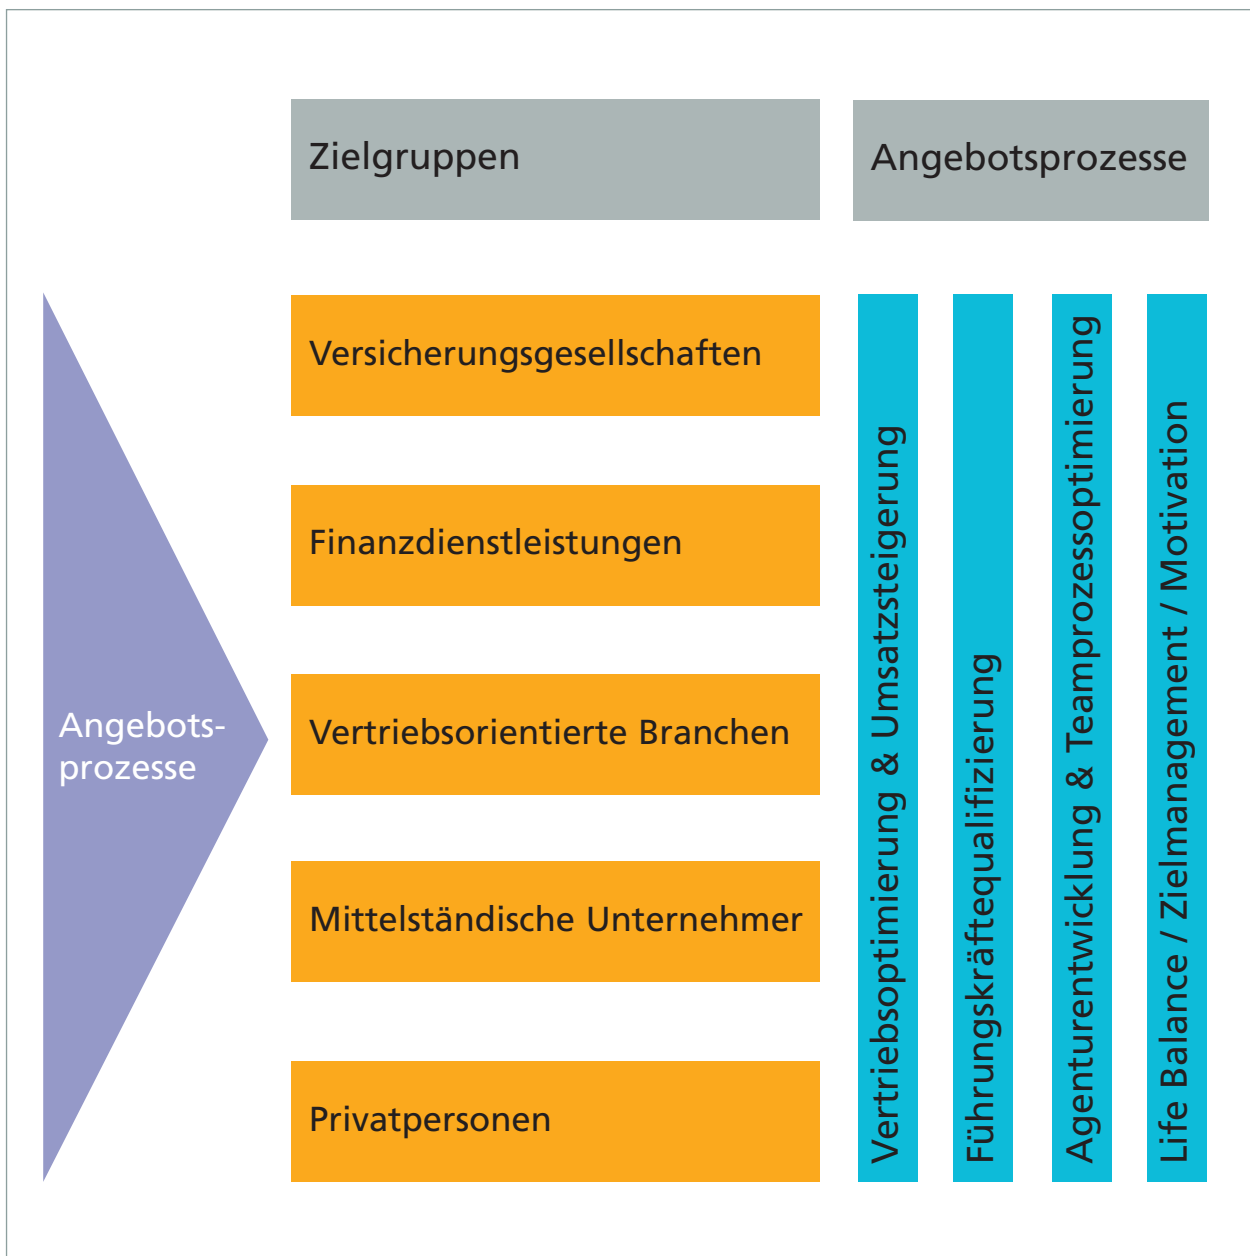 Zielgruppen
Angebotsprozesse
Angebots-
prozesse
Versicherungsgesellschaften
Finanzdienstleistungen
Vertriebsorientierte Branchen
Mittelständische Unternehmer
Privatpersonen
Vertriebsoptimierung & Umsatzsteigerung
Führungskräftequalifizierung
Agenturentwicklung & Teamprozessoptimierung
Life Balance / Zielmanagement / Motivation